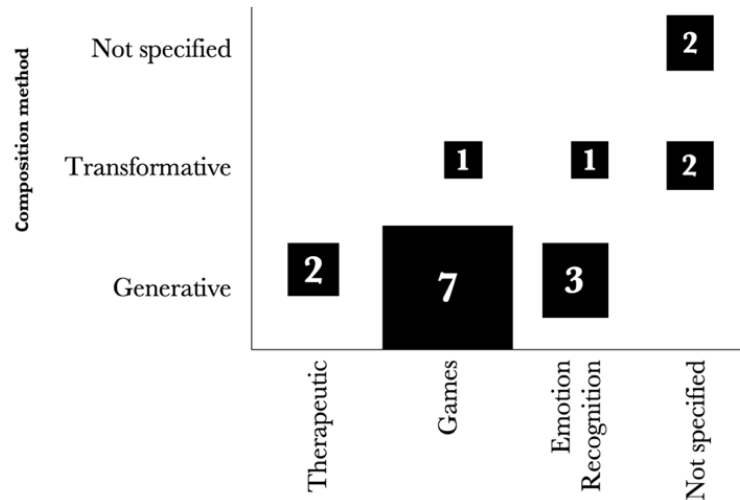 Composition method
Not specified
2
Transformative
1
1
2
Generative
2
7
3
Therapeutic
Games
Emotion
Recognition
Not specified